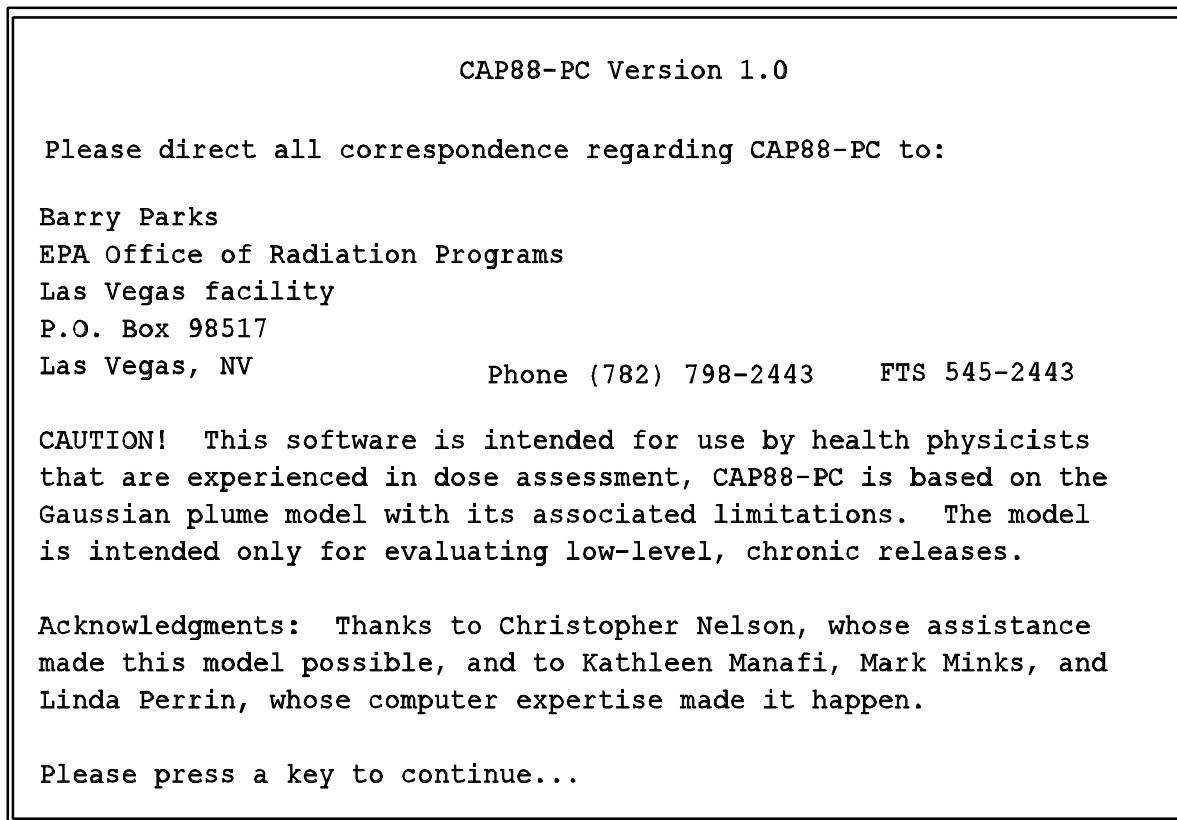 CAP88-PC Version 1.0
Please direct all correspondence regarding CAP88-PC to:
Barry Parks
EPA Office of Radiation Programs
Las Vegas facility
P.O. Box 98517
Las Vegas, NV Phone (782) 798-2443 FTS 545-2443
CAUTION! This software is intended for use by health physicists
that are experienced in dose assessment, CAP88-PC is based on the
Gaussian plume model with its associated limitations. The model
is intended only for evaluating low-level, chronic releases.
Acknowledgments: Thanks to Christopher Nelson, whose assistance
made this model possible, and to Kathleen Manafi, Mark Minks, and
Linda Perrin, whose computer expertise made it happen.
Please press a key to continue...